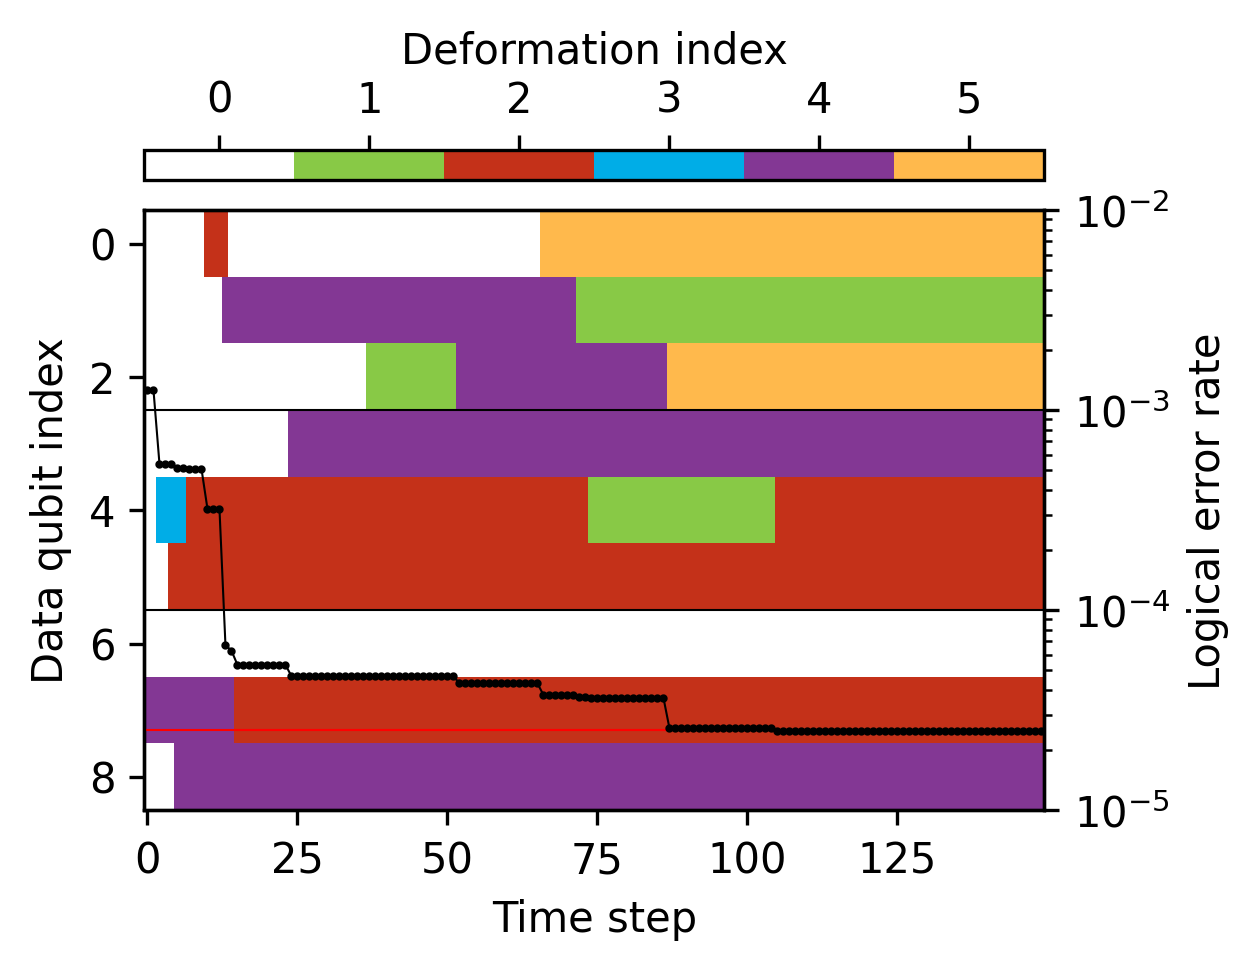 Deformation index
0 1 2 3 4 5
Data qubit index
0
2
4
6
8
10⁻²
10⁻³
10⁻⁴
10⁻⁵
Logical error rate
0 25 50 75 100 125
Time step